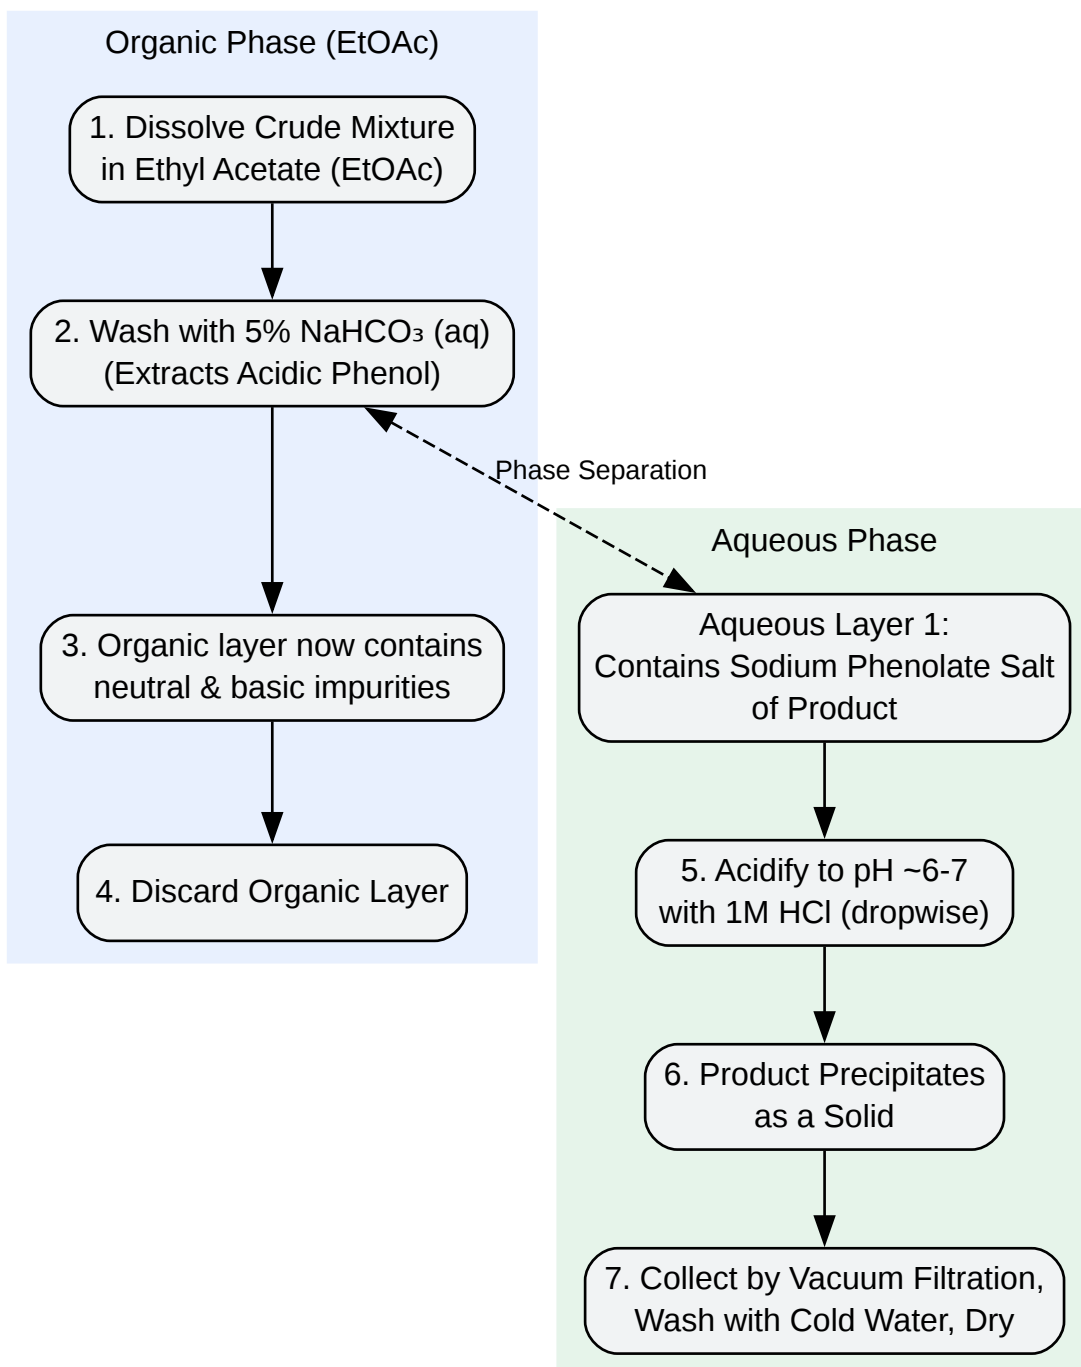 Organic Phase (EtOAc)
1. Dissolve Crude Mixture
in Ethyl Acetate (EtOAc)
2. Wash with 5% NaHCO₃ (aq)
(Extracts Acidic Phenol)
Phase Separation
3. Organic layer now contains
neutral & basic impurities
4. Discard Organic Layer
Aqueous Phase
Aqueous Layer 1:
Contains Sodium Phenolate Salt
of Product
5. Acidify to pH ~6-7
with 1M HCl (dropwise)
6. Product Precipitates
as a Solid
7. Collect by Vacuum Filtration,
Wash with Cold Water, Dry